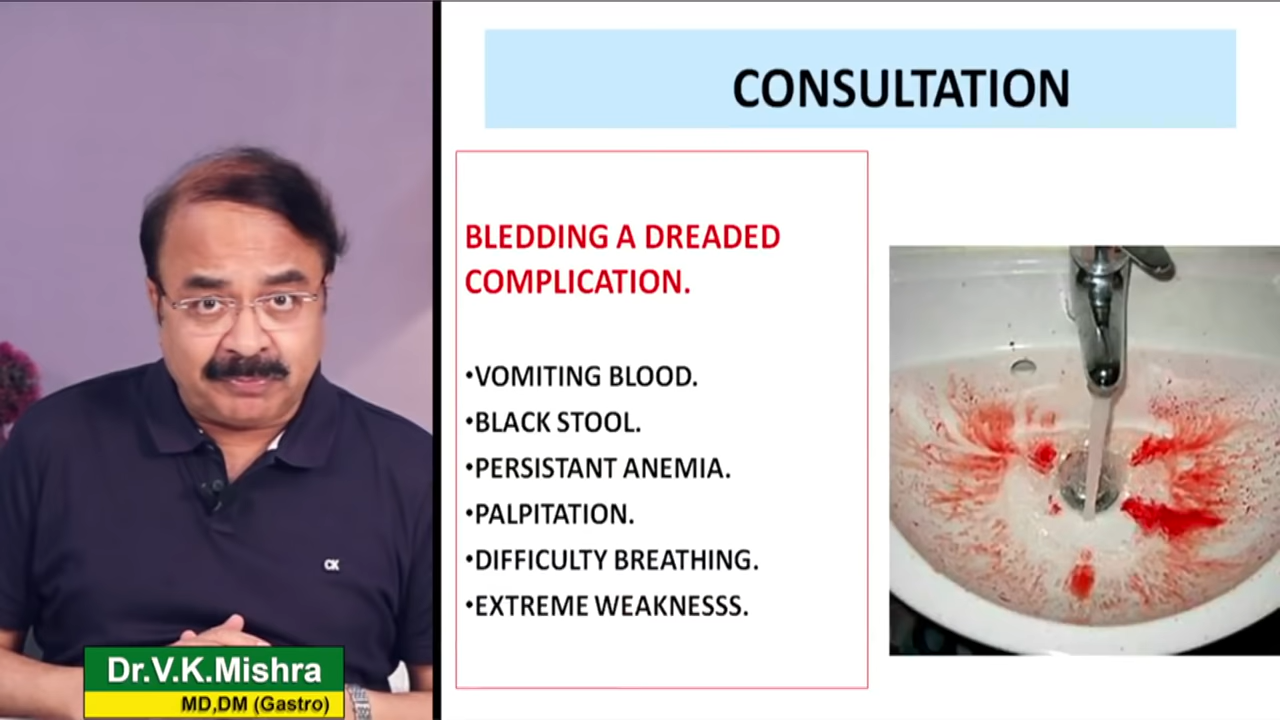 CONSULTATION
BLEDDING A DREADED
COMPLICATION.
•VOMITING BLOOD.
•BLACK STOOL.
•PERSISTANT ANEMIA.
•PALPITATION.
•DIFFICULTY BREATHING.
•EXTREME WEAKNESSS.
Dr.V.K.Mishra
MD,DM (Gastro)